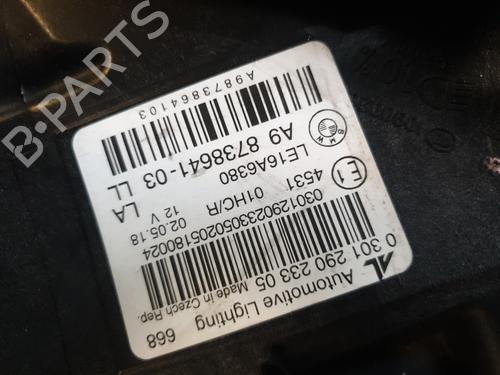 A9873864103
A9 8738641-03 LL
BMW
LE16A6380
LA
E1
4531
01HC/R
02.05.18
12 V
0301290233050205180024
AL
0 301 290 233 05
Automotive Lighting
Made in Czech Rep.
668
B-PARTS